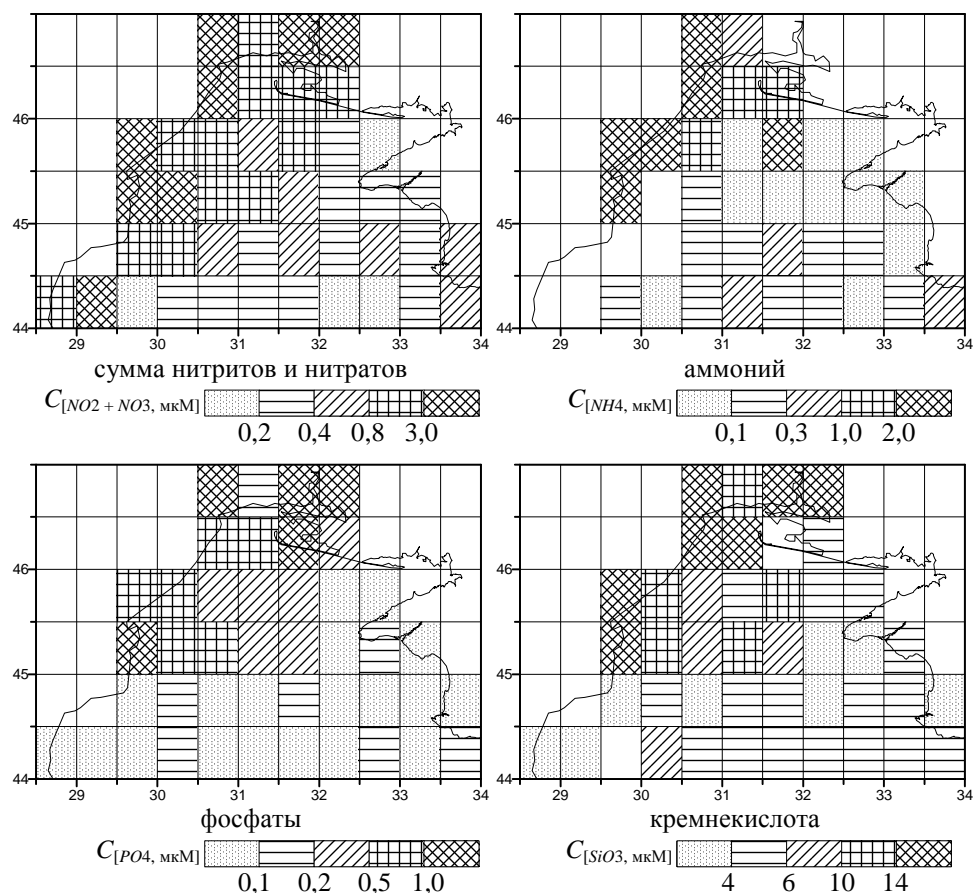 46
45
44
29 30 31 32 33 34
сумма нитритов и нитратов
C[NO2 + NO3, мкМ]
0,2 0,4 0,8 3,0
46
45
44
29 30 31 32 33 34
аммоний
C[NH4, мкМ]
0,1 0,3 1,0 2,0
46
45
44
29 30 31 32 33 34
фосфаты
C[PO4, мкМ]
0,1 0,2 0,5 1,0
46
45
44
29 30 31 32 33 34
кремнекислота
C[SiO3, мкМ]
4 6 10 14